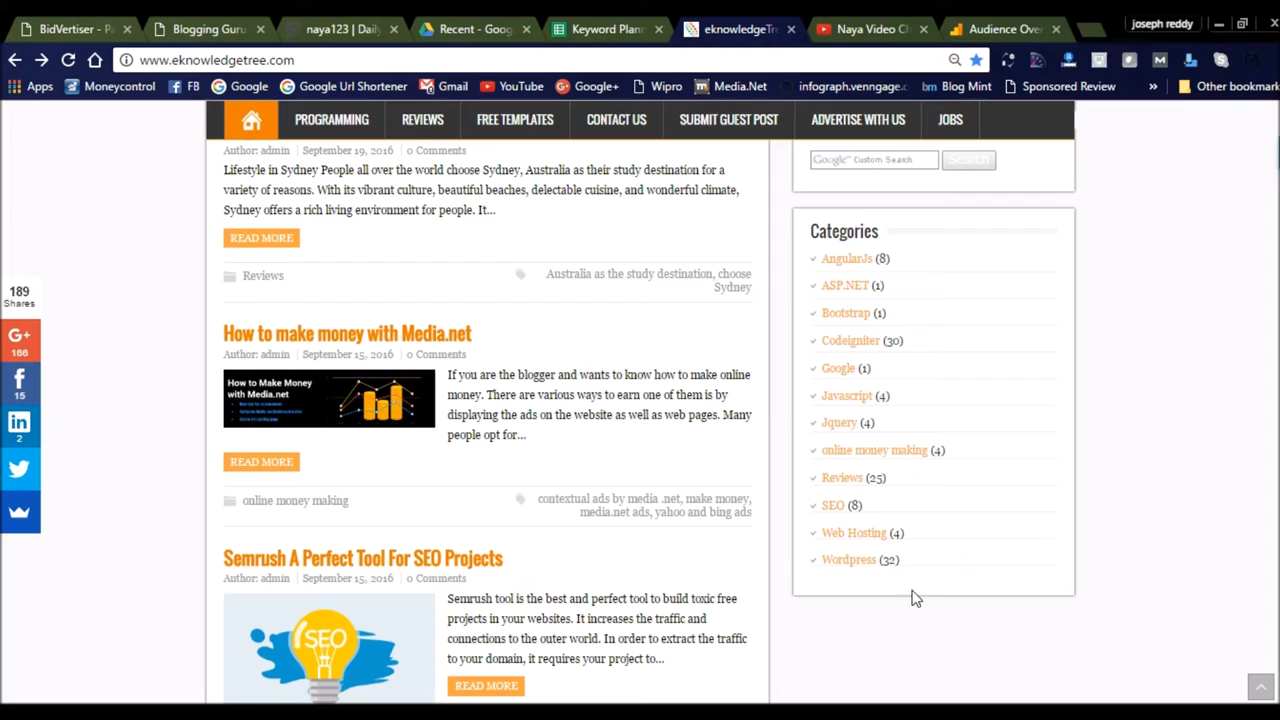 BidVertiser - Pa
Blogging Guru
naya123 | Daily
Recent - Goog
Keyword Plann
eknowledgeTre
Naya Video Ch
Audience Over
joseph reddy
www.eknowledgetree.com
Apps
Moneycontrol
FB
Google
Google Url Shortener
Gmail
YouTube
Google+
Wipro
Media.Net
infograph.venngage.c
Blog Mint
Sponsored Review
»
Other bookmark
PROGRAMMING
REVIEWS
FREE TEMPLATES
CONTACT US
SUBMIT GUEST POST
ADVERTISE WITH US
JOBS
Author: admin | September 19, 2016 | 0 Comments
Lifestyle in Sydney People all over the world choose Sydney, Australia as their study destination for a
variety of reasons. With its vibrant culture, beautiful beaches, delectable cuisine, and wonderful climate,
Sydney offers a rich living environment for people. It...
READ MORE
Reviews
Australia as the study destination, choose
Sydney
How to make money with Media.net
Author: admin | September 15, 2016 | 0 Comments
How to Make Money
with Media.net
If you are the blogger and wants to know how to make online
money. There are various ways to earn one of them is by
displaying the ads on the website as well as web pages. Many
people opt for...
READ MORE
online money making
contextual ads by media .net, make money,
media.net ads, yahoo and bing ads
Semrush A Perfect Tool For SEO Projects
Author: admin | September 15, 2016 | 0 Comments
SEO
Semrush tool is the best and perfect tool to build toxic free
projects in your websites. It increases the traffic and
connections to the outer world. In order to extract the traffic
to your domain, it requires your project to...
READ MORE
Google™ Custom Search
Search
Categories
AngularJs (8)
ASP.NET (1)
Bootstrap (1)
Codeigniter (30)
Google (1)
Javascript (4)
Jquery (4)
online money making (4)
Reviews (25)
SEO (8)
Web Hosting (4)
Wordpress (32)
189
Shares
G+
186
f
15
in
2